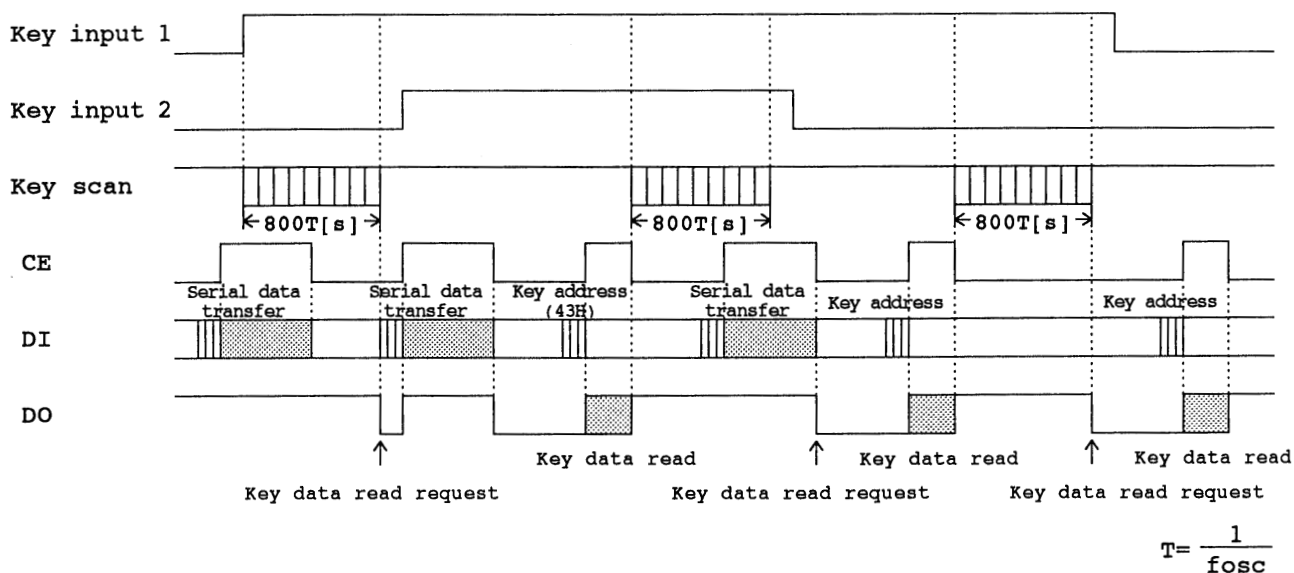 Key input 1
Key input 2
Key scan
800T[s]
800T[s]
800T[s]
CE
Serial data
transfer
Serial data
transfer
Key address
(43H)
Serial data
transfer
Key address
Key address
DI
DO
Key data read
Key data read
Key data read
Key data read request
Key data read request
Key data read request
T= 1
fosc